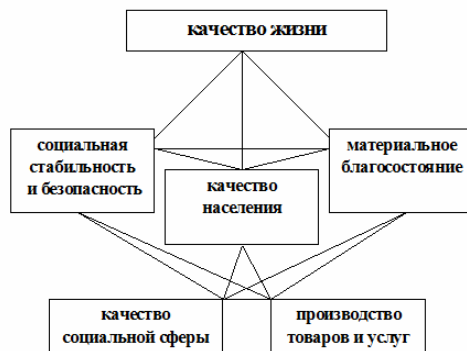 качество жизни
социальная
стабильность
и безопасность
качество
населения
материальное
благосостояние
качество
социальной сферы
производство
товаров и услуг